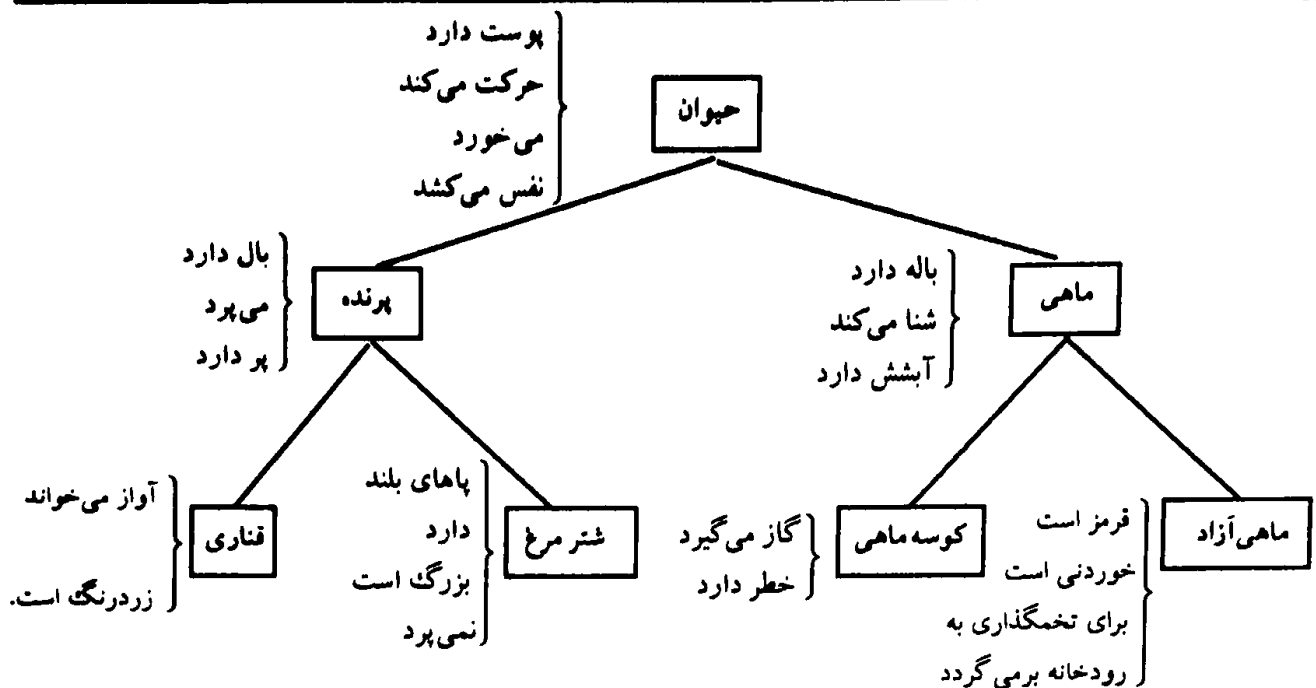 حیوان
پوست دارد
حرکت می‌کند
می‌خورد
نفس می‌کشد
ماهی
باله دارد
شنا می‌کند
آبشش دارد
پرنده
بال دارد
می‌پرد
پر دارد
ماهی‌آزاد
قرمز است
خوردنی است
برای تخمگذاری به
رودخانه برمی‌گردد
کوسه‌ماهی
گاز می‌گیرد
خطر دارد
شتر مرغ
پاهای بلند
دارد
بزرگ است
نمی‌پرد
قناری
آواز می‌خواند
زردرنگ است.